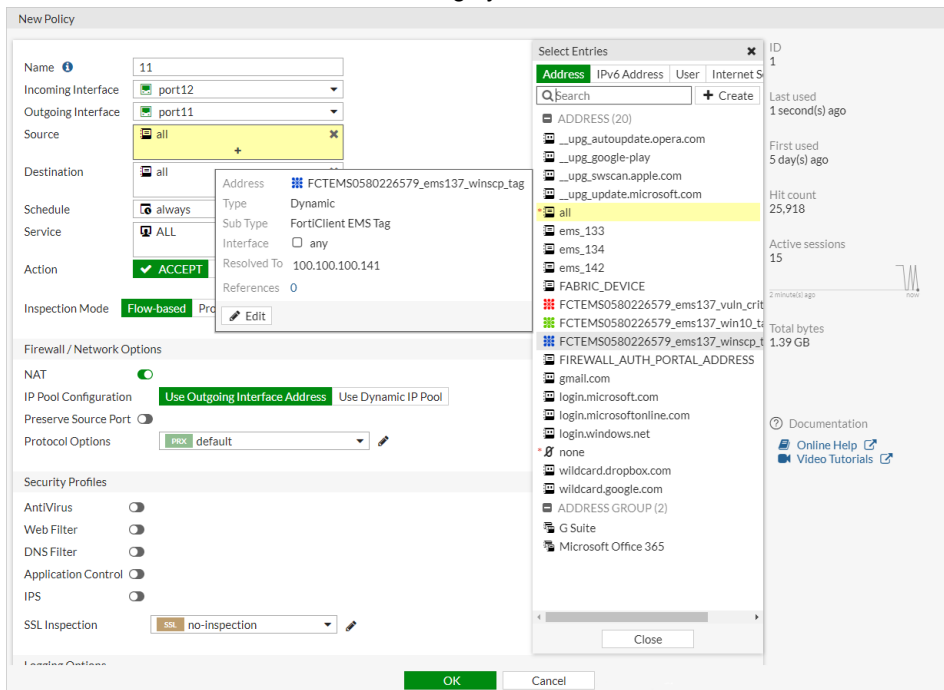 New Policy
Name
11
Incoming Interface
port12
Outgoing Interface
port11
Source
all
+
Destination
all
Schedule
always
Service
ALL
Action
ACCEPT
Inspection Mode
Flow-based
Pro
Address
FCTEMS0580226579_ems137_winscp_tag
Type
Dynamic
Sub Type
FortiClient EMS Tag
Interface
any
Resolved To
100.100.100.141
References
0
Edit
Firewall / Network Options
NAT
IP Pool Configuration
Use Outgoing Interface Address
Use Dynamic IP Pool
Preserve Source Port
Protocol Options
PRX default
Security Profiles
AntiVirus
Web Filter
DNS Filter
Application Control
IPS
SSL Inspection
SSL no-inspection
Select Entries
Address
IPv6 Address
User
Internet S
Search
+ Create
ADDRESS (20)
__upg_autoupdate.opera.com
__upg_google-play
__upg_swscan.apple.com
__upg_update.microsoft.com
* all
ems_133
ems_134
ems_142
FABRIC_DEVICE
FCTEMS0580226579_ems137_vuln_crit
FCTEMS0580226579_ems137_win10_ta
FCTEMS0580226579_ems137_winscp_t
FIREWALL_AUTH_PORTAL_ADDRESS
gmail.com
login.microsoft.com
login.microsoftonline.com
login.windows.net
* none
wildcard.dropbox.com
wildcard.google.com
ADDRESS GROUP (2)
G Suite
Microsoft Office 365
Close
ID
1
Last used
1 second(s) ago
First used
5 day(s) ago
Hit count
25,918
Active sessions
15
2 minute(s) ago
now
Total bytes
1.39 GB
Documentation
Online Help
Video Tutorials
OK
Cancel